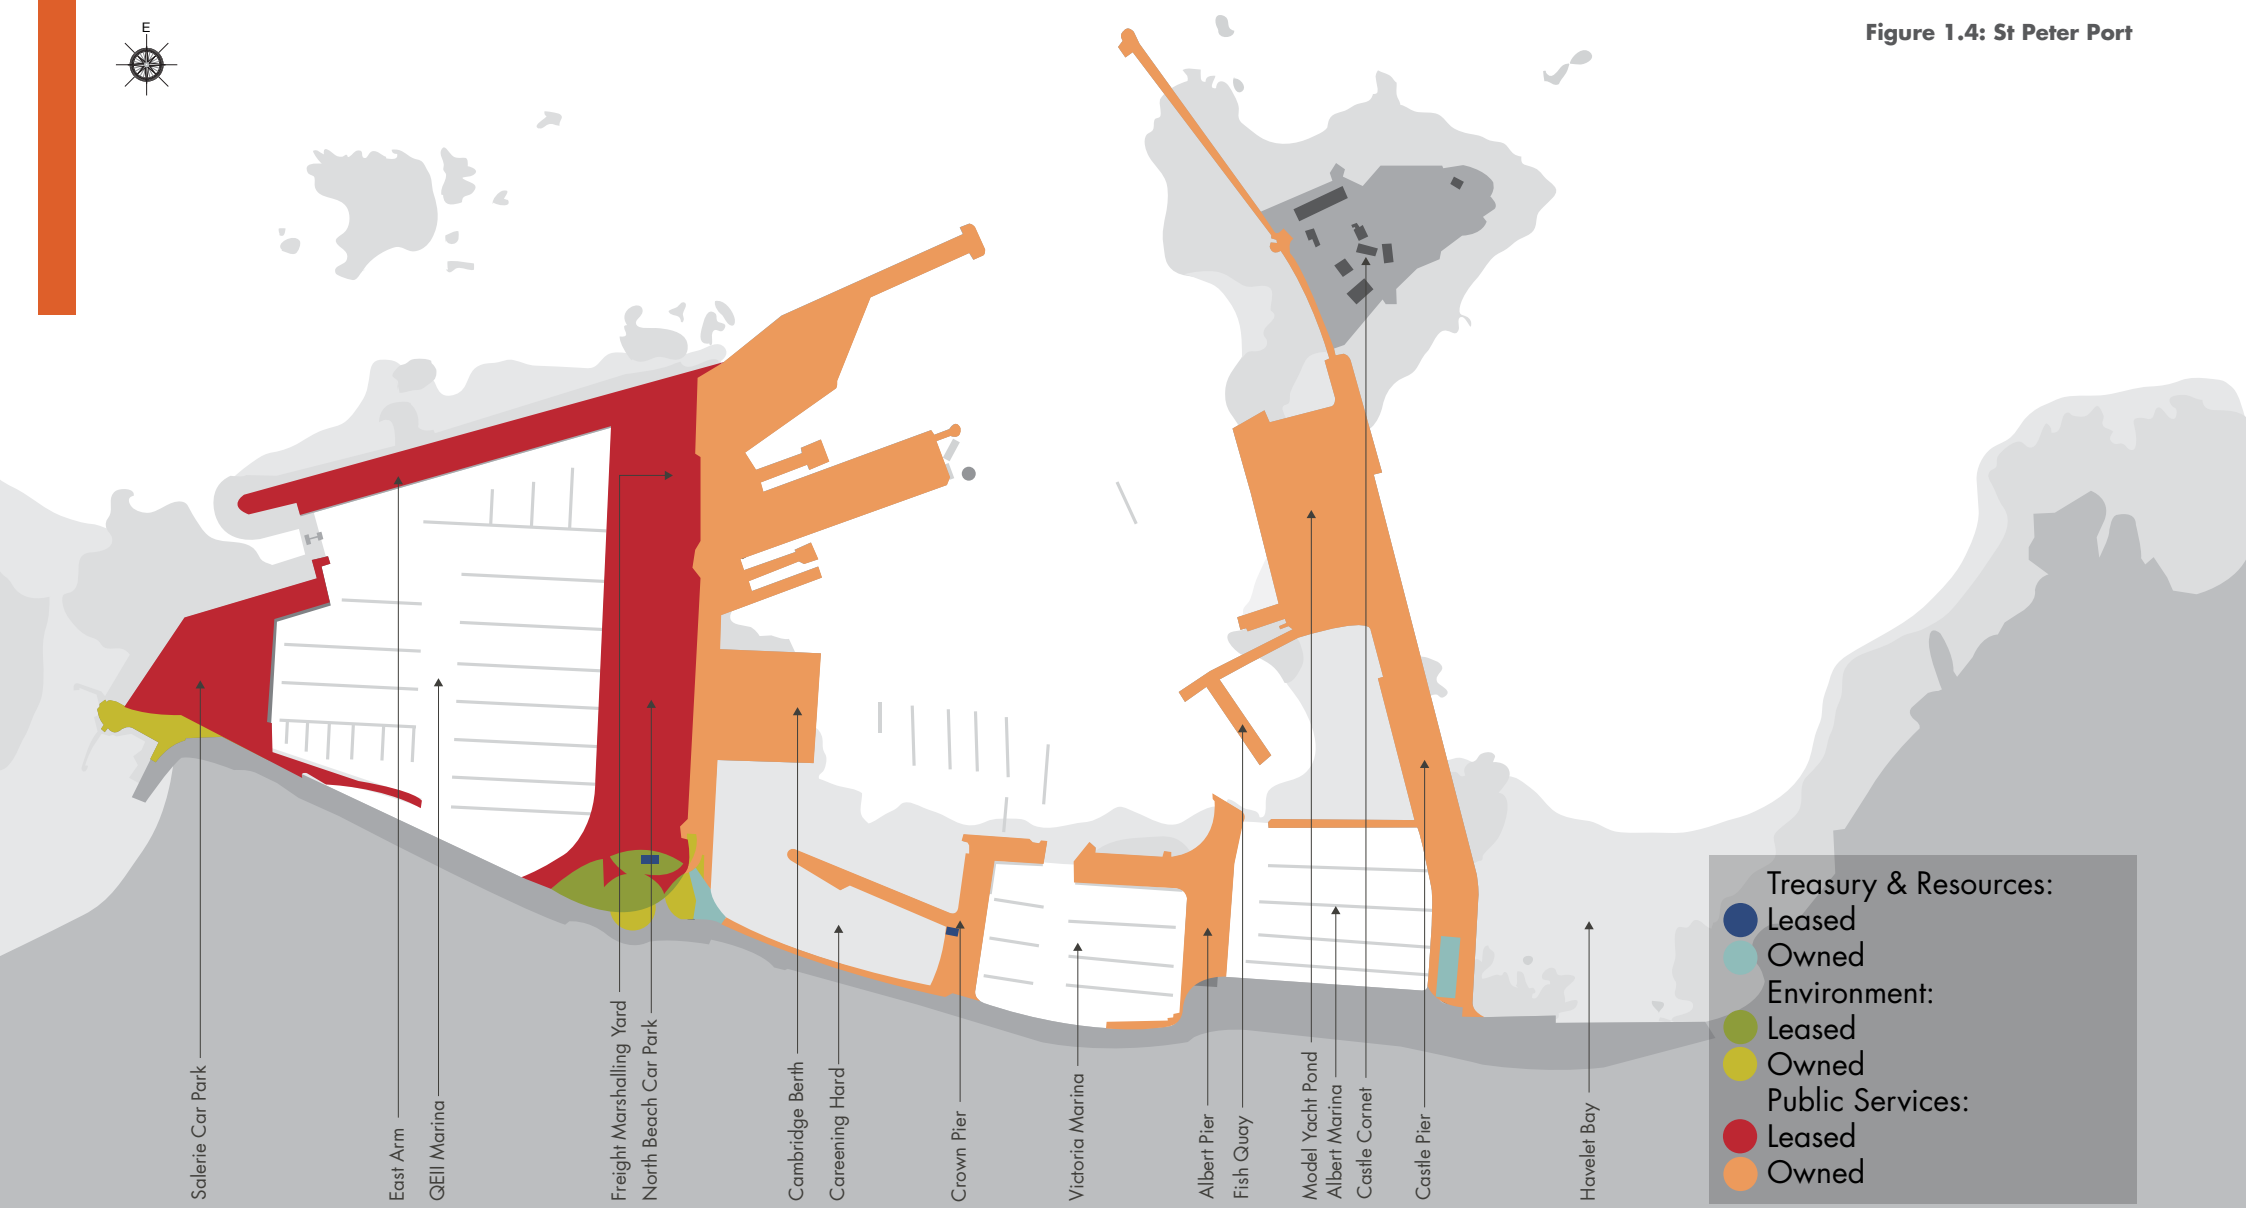 E
Figure 1.4: St Peter Port
Salerie Car Park
East Arm
QEII Marina
Freight Marshalling Yard
North Beach Car Park
Cambridge Berth
Careening Hard
Crown Pier
Victoria Marina
Albert Pier
Fish Quay
Model Yacht Pond
Albert Marina
Castle Cornet
Castle Pier
Havelet Bay
Treasury & Resources:
Leased
Owned
Environment:
Leased
Owned
Public Services:
Leased
Owned